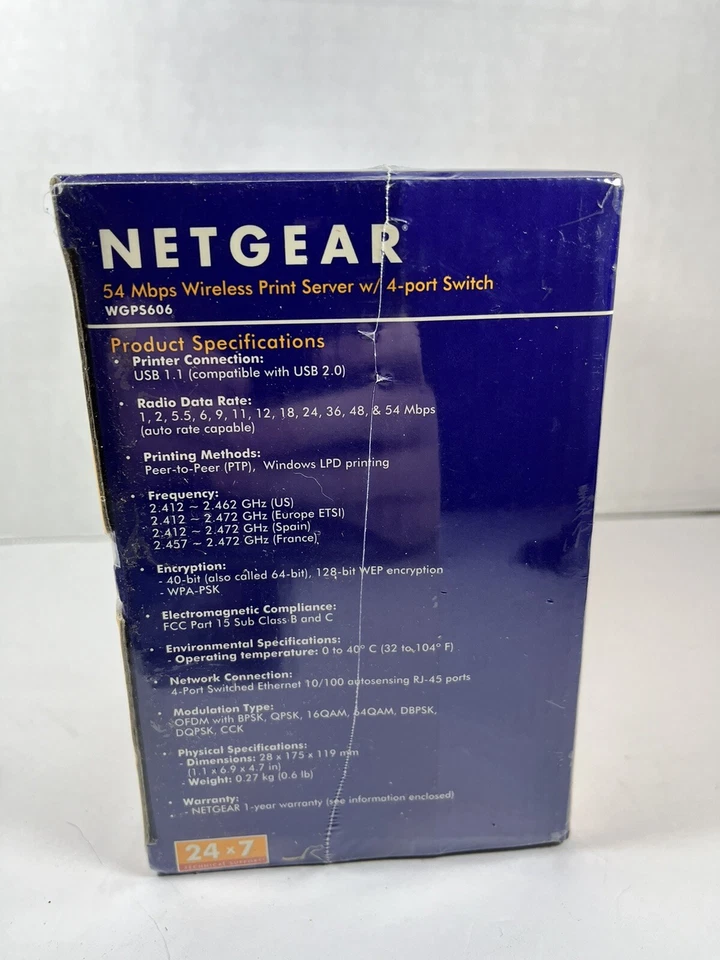 NETGEAR®
54 Mbps Wireless Print Server w/ 4-port Switch
WGPS606
Product Specifications
• Printer Connection:
USB 1.1 (compatible with USB 2.0)
• Radio Data Rate:
1, 2, 5.5, 6, 9, 11, 12, 18, 24, 36, 48, & 54 Mbps
(auto rate capable)
• Printing Methods:
Peer-to-Peer (PTP), Windows LPD printing
• Frequency:
2.412 ~ 2.462 GHz (US)
2.412 ~ 2.472 GHz (Europe ETSI)
2.412 ~ 2.472 GHz (Spain)
2.457 ~ 2.472 GHz (France)
• Encryption:
- 40-bit (also called 64-bit), 128-bit WEP encryption
- WPA-PSK
• Electromagnetic Compliance:
FCC Part 15 Sub Class B and C
• Environmental Specifications:
- Operating temperature: 0 to 40º C (32 to 104º F)
• Network Connection:
4-Port Switched Ethernet 10/100 autosensing RJ-45 ports
• Modulation Type:
OFDM with BPSK, QPSK, 16QAM, 64QAM, DBPSK,
DQPSK, CCK
• Physical Specifications:
- Dimensions: 28 x 175 x 119 mm
(1.1 x 6.9 x 4.7 in)
- Weight: 0.27 kg (0.6 lb)
• Warranty:
- NETGEAR 1-year warranty (see information enclosed)
24 x 7
TECHNICAL SUPPORT